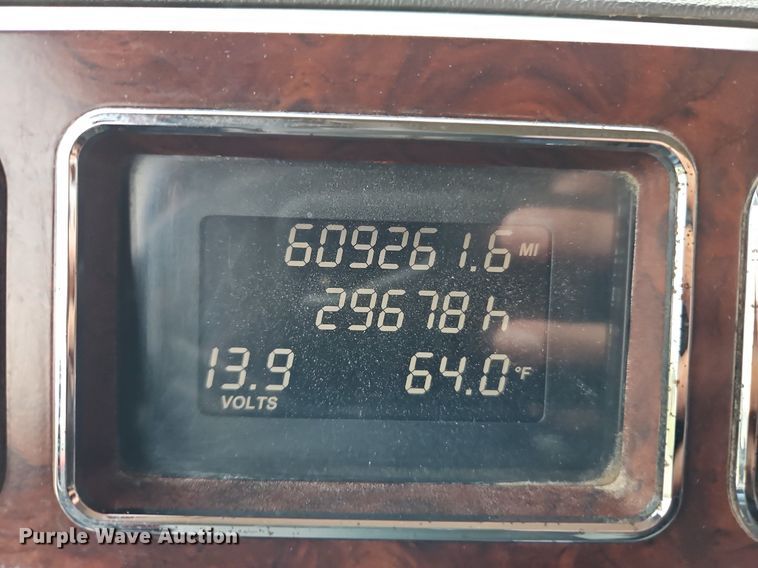 609261.6 MI
29678 h
13.9 64.0 °F
VOLTS
Purple Wave Auction